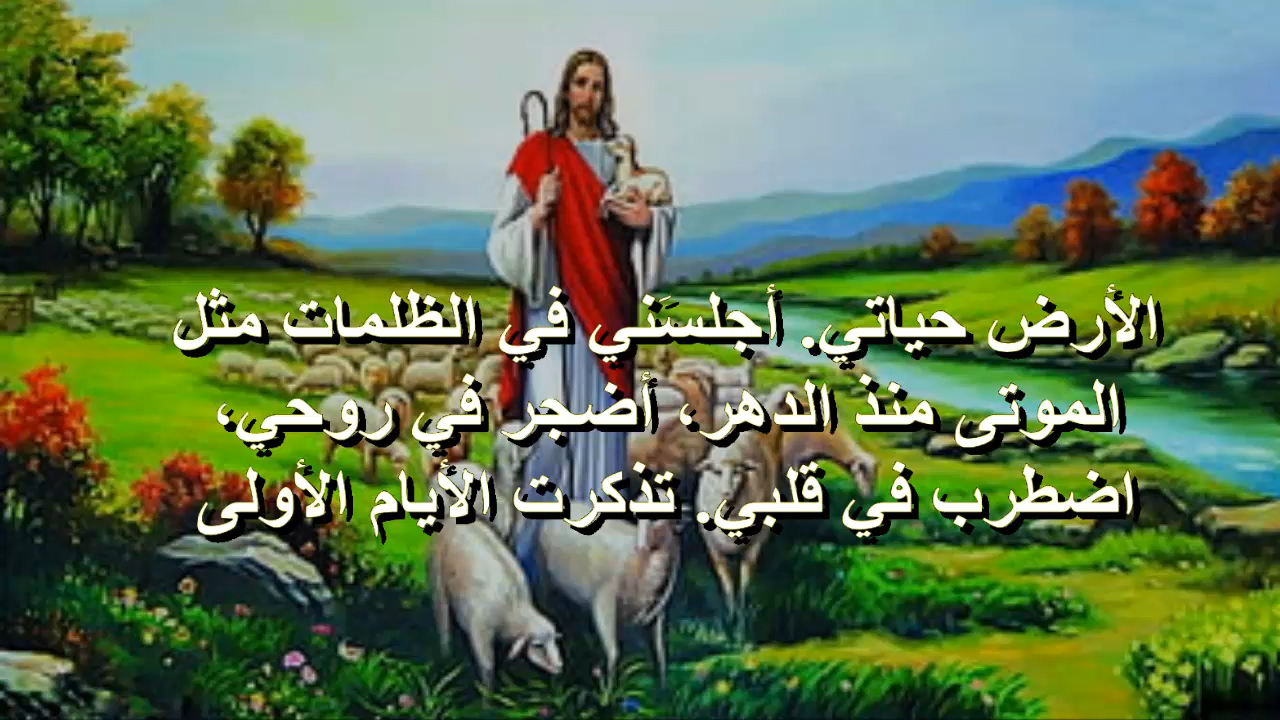 الأرض حياتي. أجلسَني في الظلمات مثل
الموتى منذ الدهر، أضجر في روحي،
اضطرب في قلبي. تذكرت الأيام الأولى